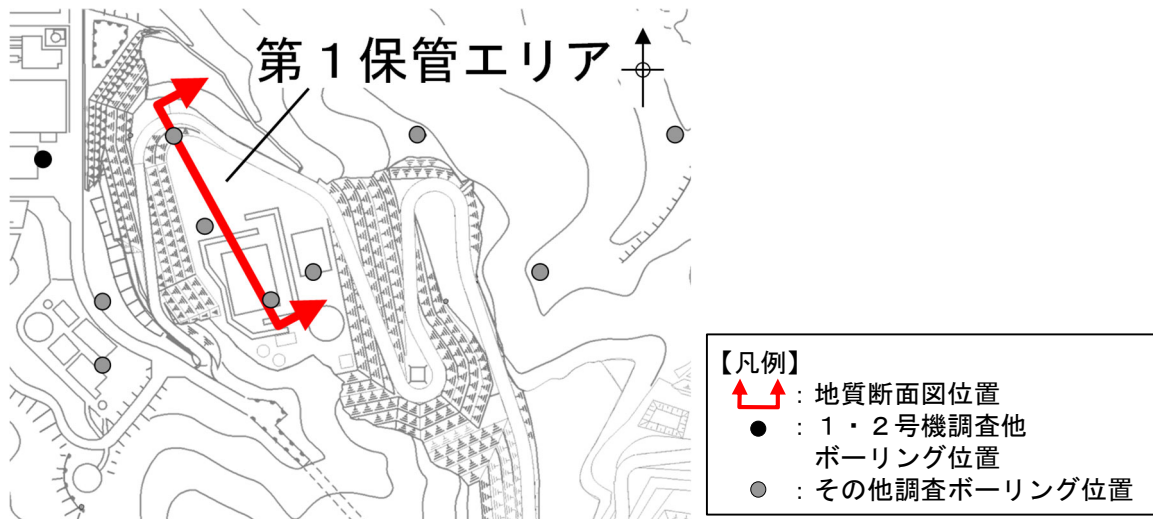 第１保管エリア
【凡例】
：地質断面図位置
：１・２号機調査他
ボーリング位置
：その他調査ボーリング位置